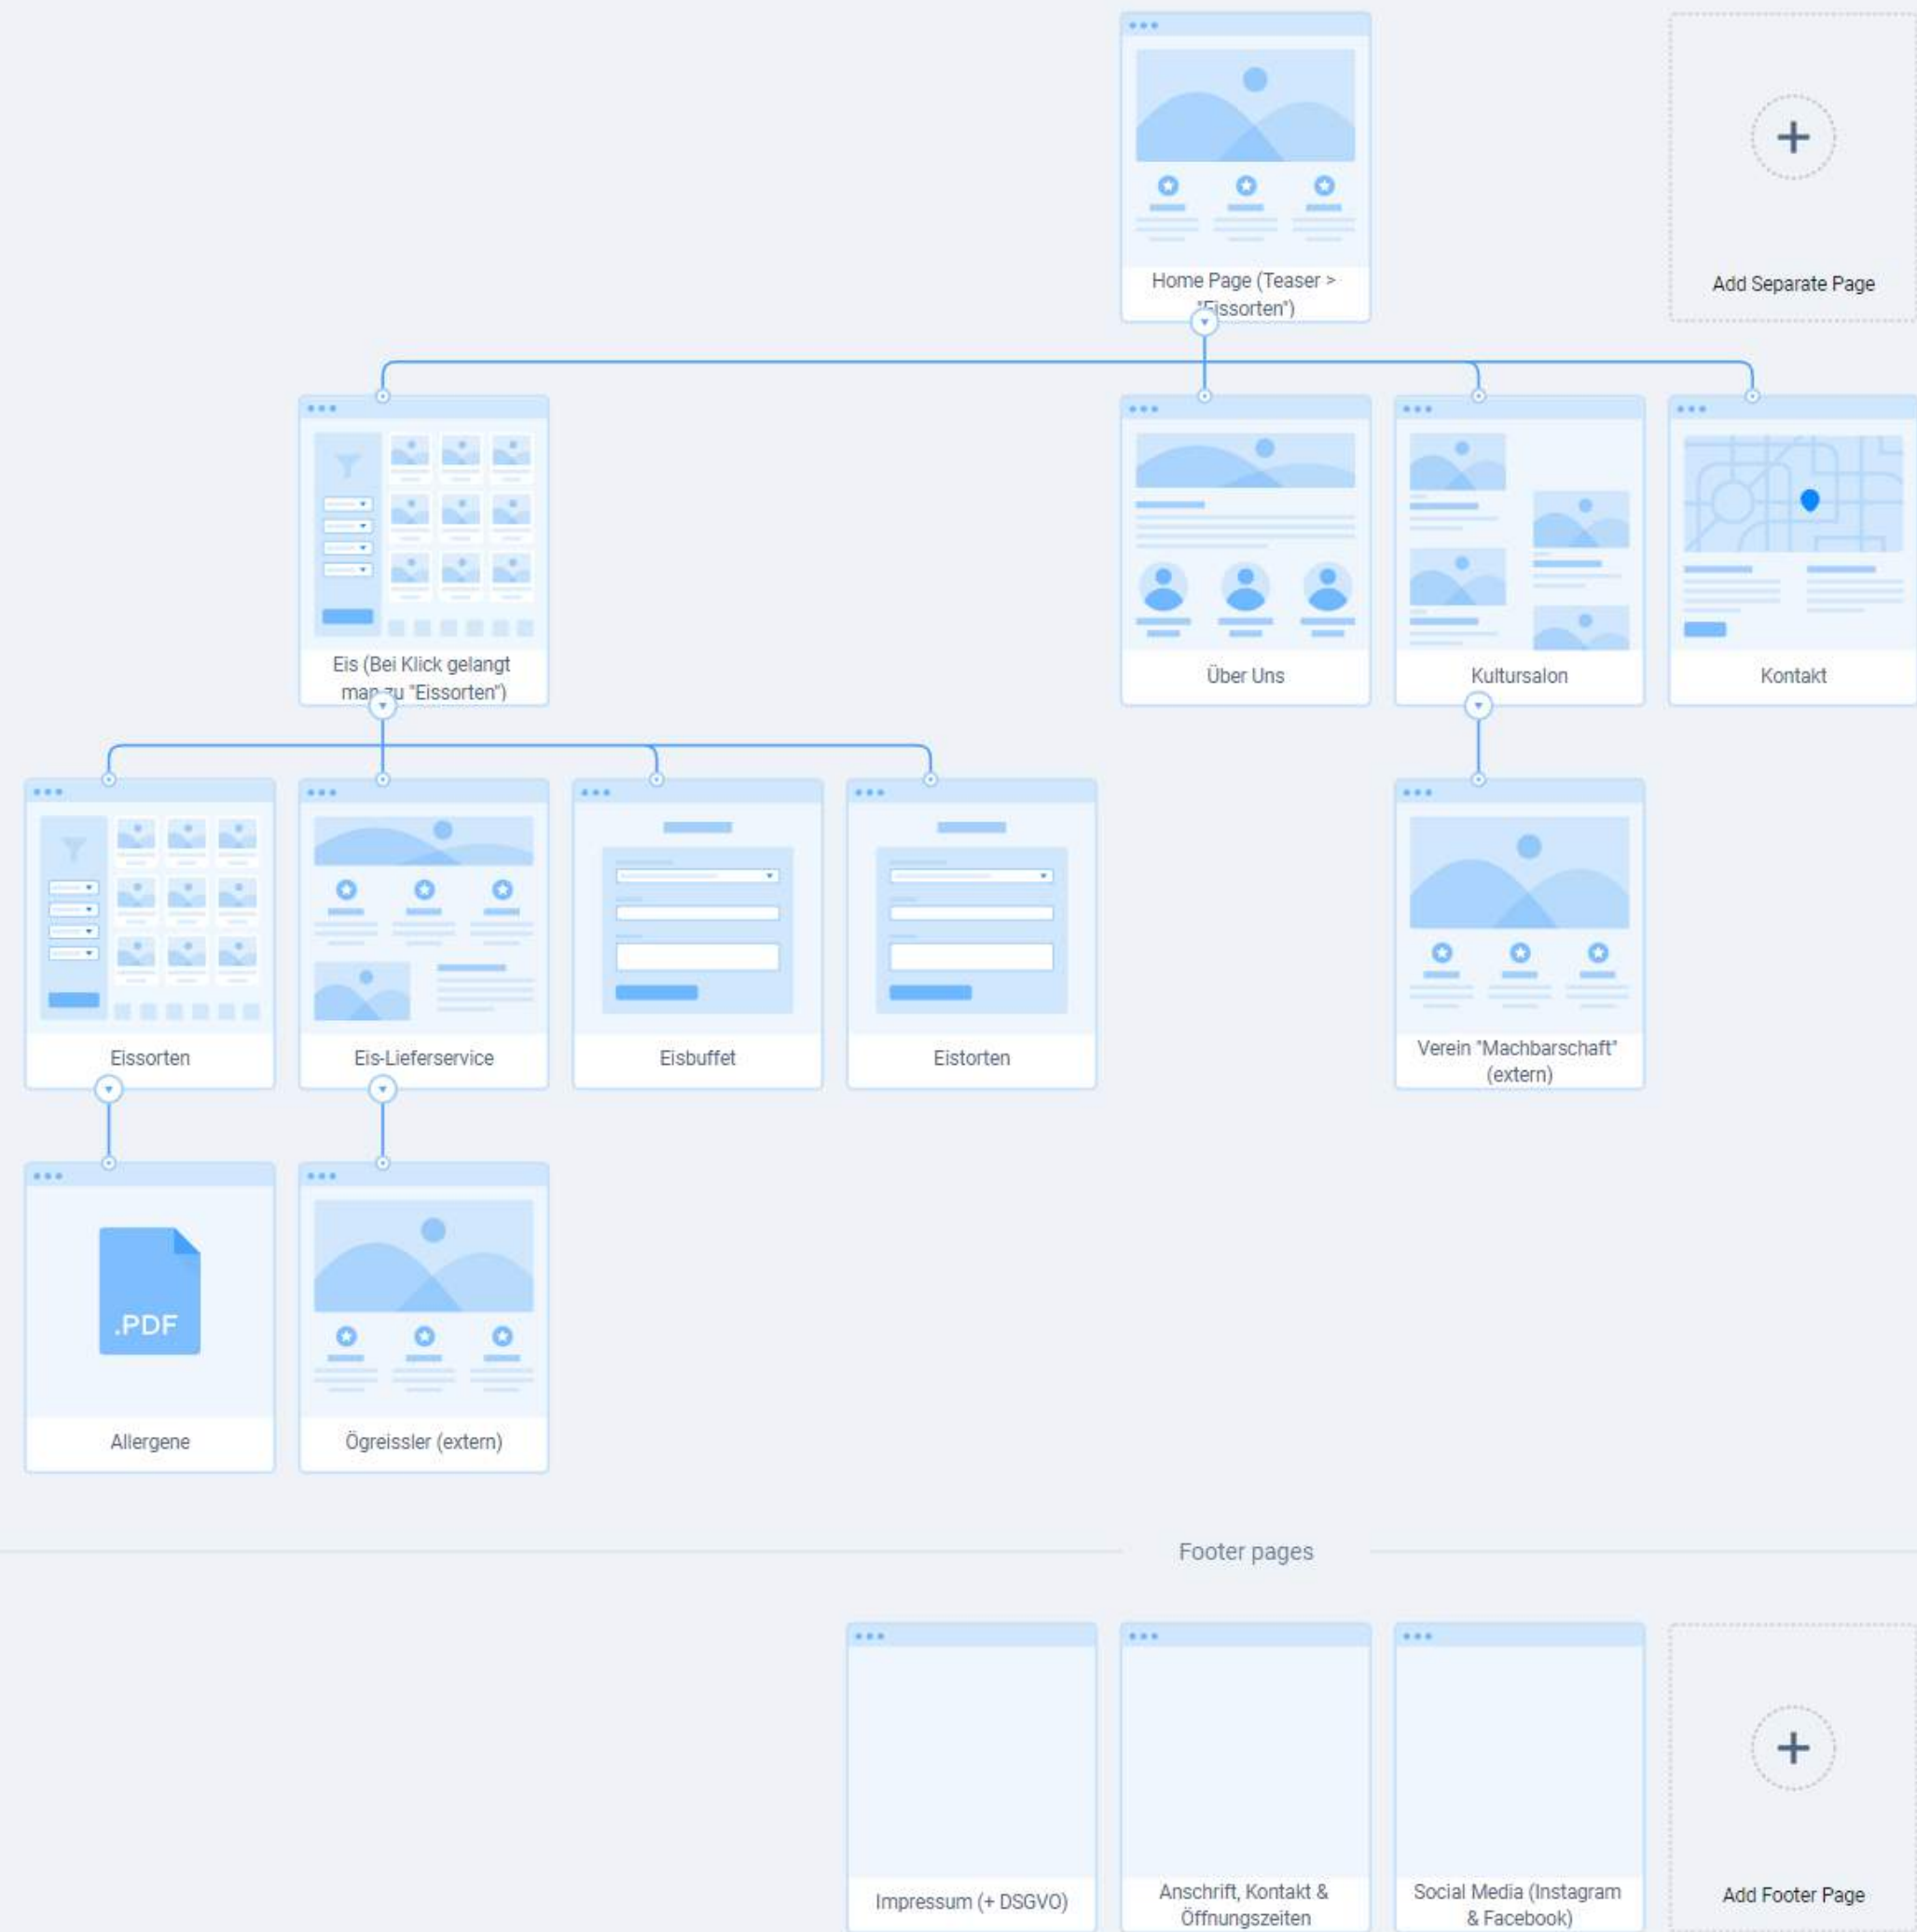 Home Page (Teaser >
"Eissorten")
Add Separate Page
Eis (Bei Klick gelangt
man zu "Eissorten")
Über Uns
Kultursalon
Kontakt
Eissorten
Eis-Lieferservice
Eisbuffet
Eistorten
Verein "Machbarschaft"
(extern)
.PDF
Allergene
Ögreissler (extern)
Footer pages
Impressum (+ DSGVO)
Anschrift, Kontakt &
Öffnungszeiten
Social Media (Instagram
& Facebook)
Add Footer Page